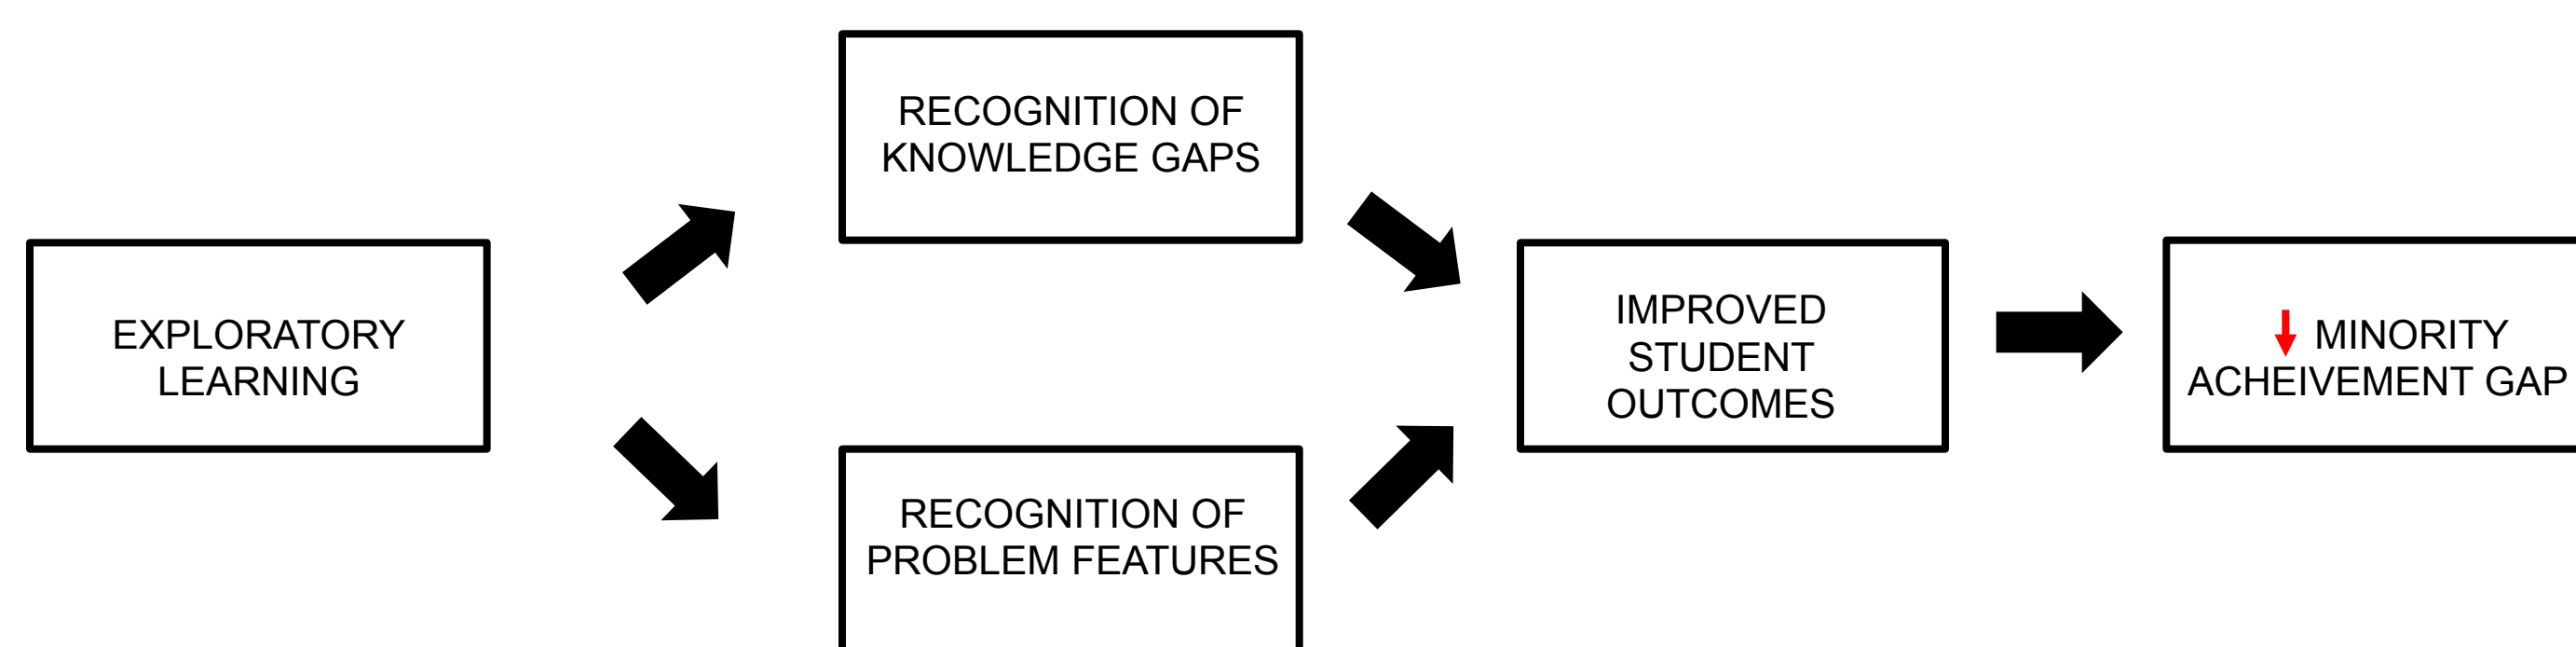 RECOGNITION OF
KNOWLEDGE GAPS
EXPLORATORY
LEARNING
IMPROVED
STUDENT
OUTCOMES
MINORITY
ACHEIVEMENT GAP
RECOGNITION OF
PROBLEM FEATURES